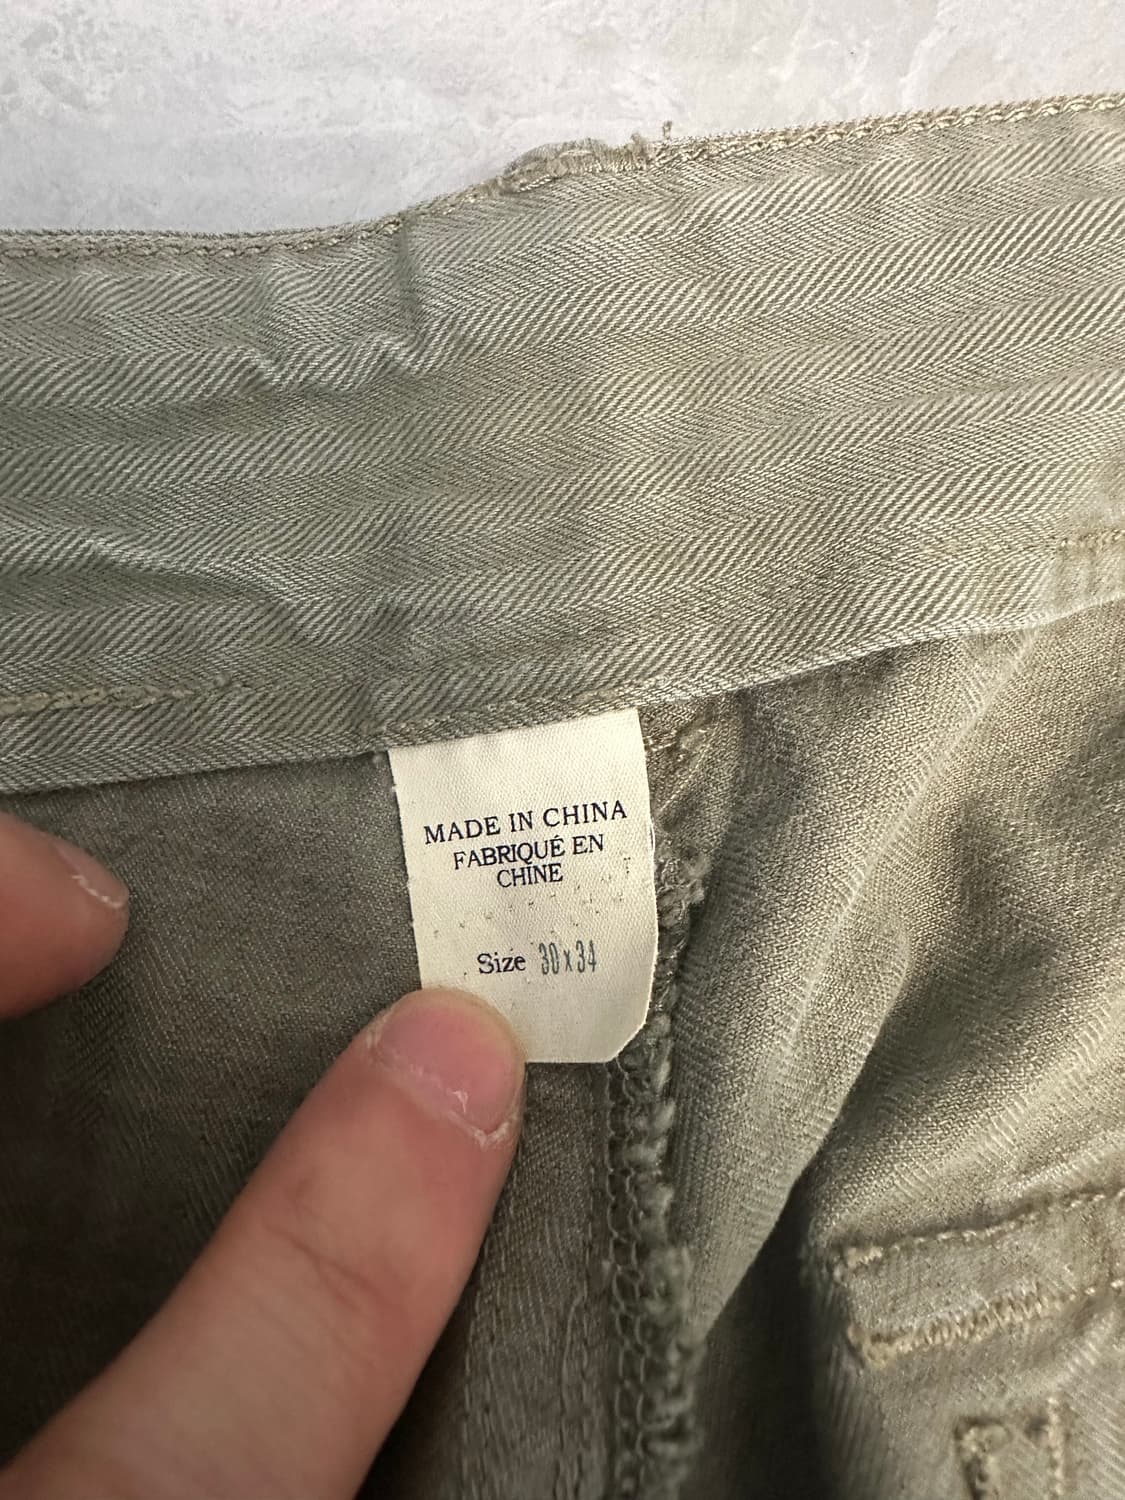 MADE IN CHINA
FABRIQUÉ EN
CHINE
Size 30x34